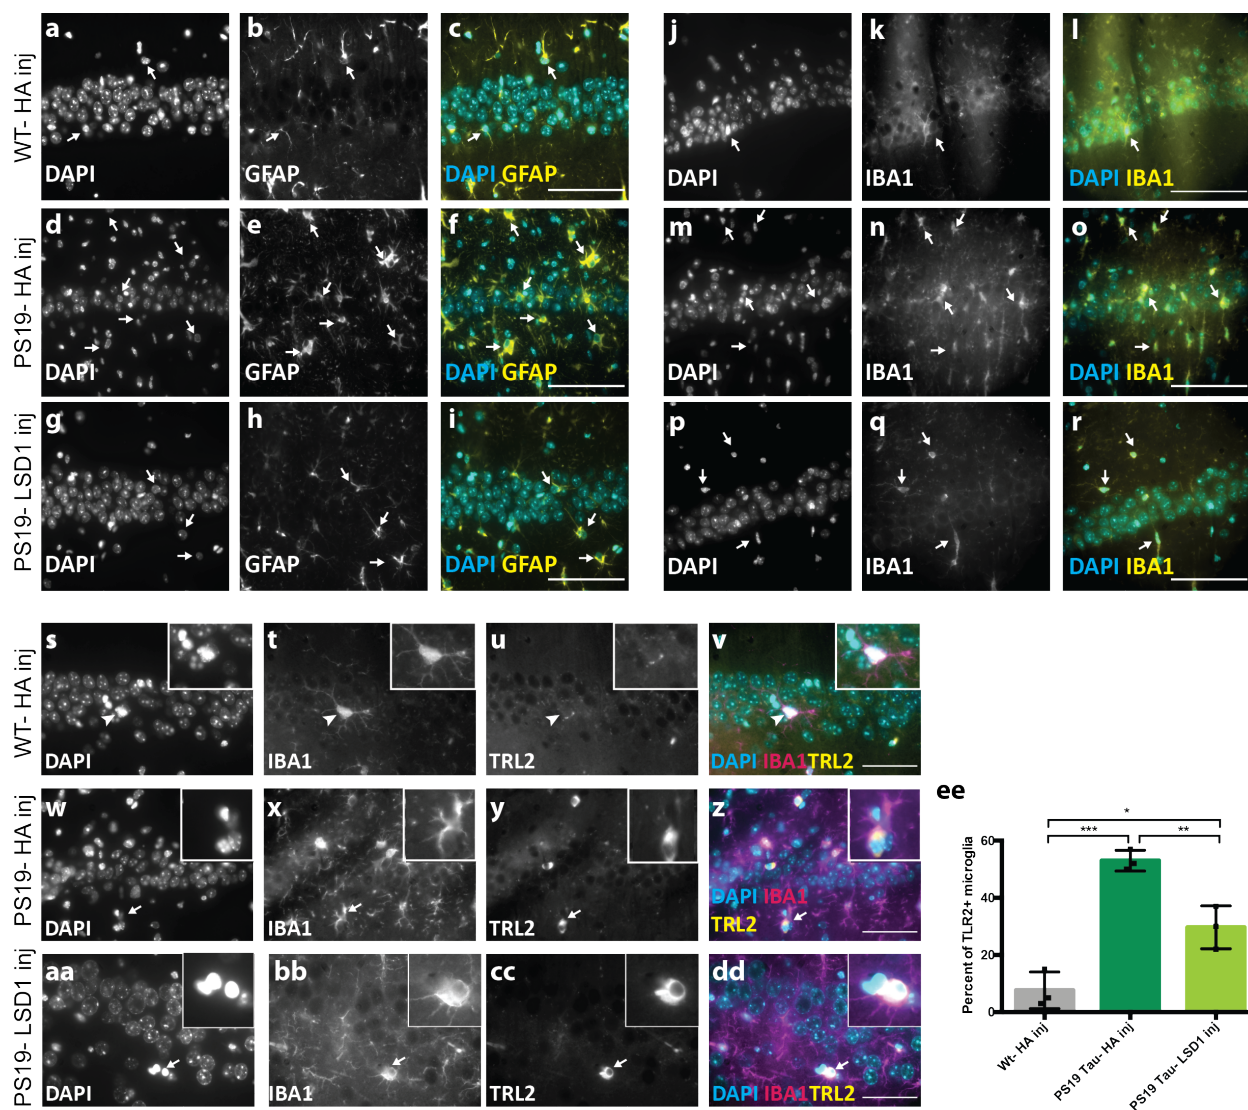 WT- HA inj
a
DAPI
b
GFAP
c
DAPI GFAP
j
DAPI
k
IBA1
l
DAPI IBA1
PS19- HA inj
d
DAPI
e
GFAP
f
DAPI GFAP
m
DAPI
n
IBA1
o
DAPI IBA1
PS19- LSD1 inj
g
DAPI
h
GFAP
i
DAPI GFAP
p
DAPI
q
IBA1
r
DAPI IBA1
WT- HA inj
s
DAPI
t
IBA1
u
TRL2
v
DAPI IBA1 TRL2
PS19- HA inj
w
DAPI
x
IBA1
y
TRL2
z
DAPI IBA1
TRL2
PS19- LSD1 inj
aa
DAPI
bb
IBA1
cc
TRL2
dd
DAPI IBA1 TRL2
ee
*
*** **
Percent of TLR2+ microglia
60
40
20
0
Wt- HA inj
PS19 Tau- HA inj
PS19 Tau- LSD1 inj